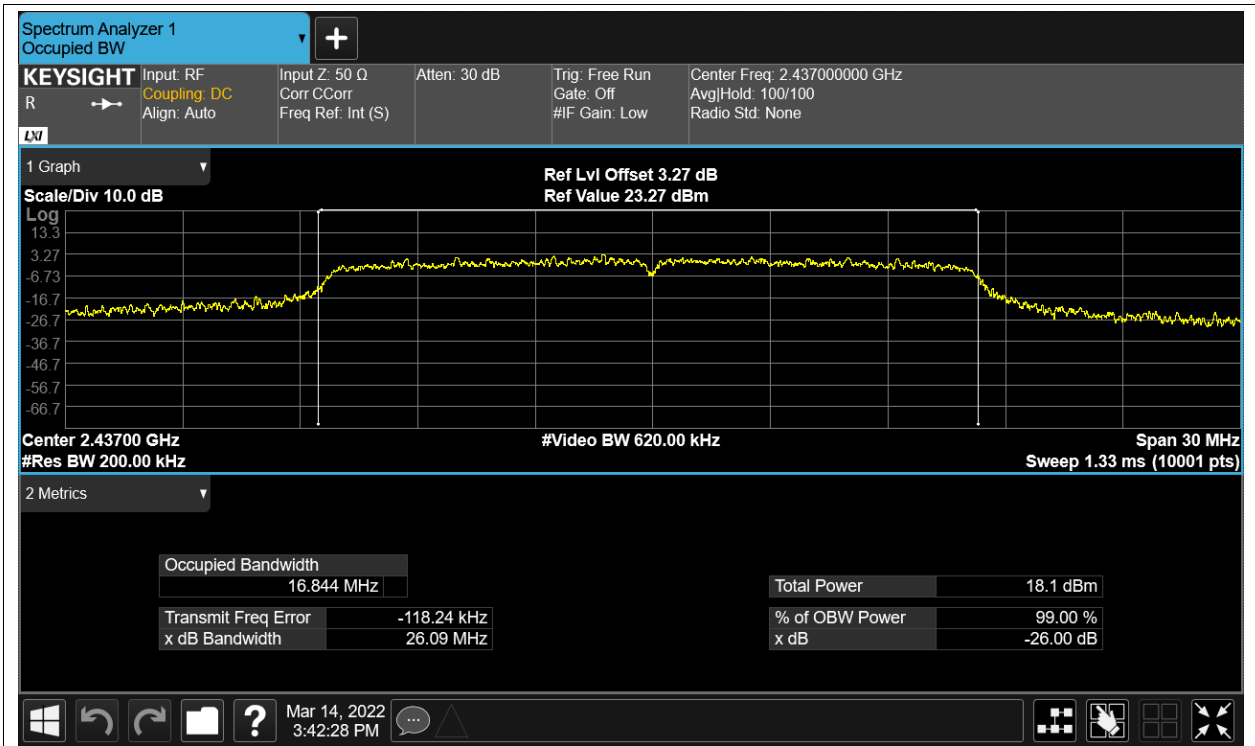 Spectrum Analyzer 1
Occupied BW
KEYSIGHT
R
LXI
Input: RF
Coupling: DC
Align: Auto
Input Z: 50 Ω
Corr CCorr
Freq Ref: Int (S)
Atten: 30 dB
Trig: Free Run
Gate: Off
#IF Gain: Low
Center Freq: 2.437000000 GHz
Avg|Hold: 100/100
Radio Std: None
1 Graph
Scale/Div 10.0 dB
Ref Lvl Offset 3.27 dB
Ref Value 23.27 dBm
Log
13.3
3.27
-6.73
-16.7
-26.7
-36.7
-46.7
-56.7
-66.7
Center 2.43700 GHz
#Res BW 200.00 kHz
#Video BW 620.00 kHz
Span 30 MHz
Sweep 1.33 ms (10001 pts)
2 Metrics
Occupied Bandwidth
16.844 MHz
Transmit Freq Error -118.24 kHz
x dB Bandwidth 26.09 MHz
Total Power 18.1 dBm
% of OBW Power 99.00 %
x dB -26.00 dB
?
Mar 14, 2022
3:42:28 PM